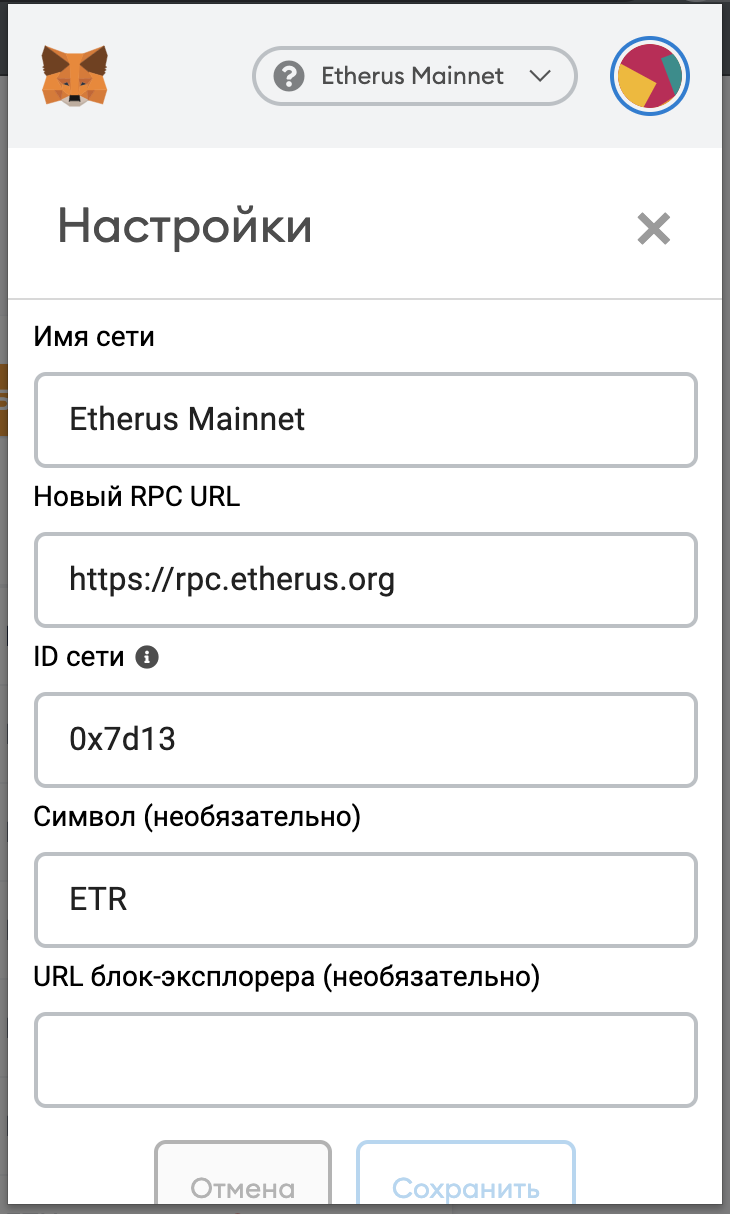 Etherus Mainnet
Настройки
Имя сети
Etherus Mainnet
Новый RPC URL
https://rpc.etherus.org
ID сети
0x7d13
Символ (необязательно)
ETR
URL блок-эксплорера (необязательно)
Отмена Сохранить